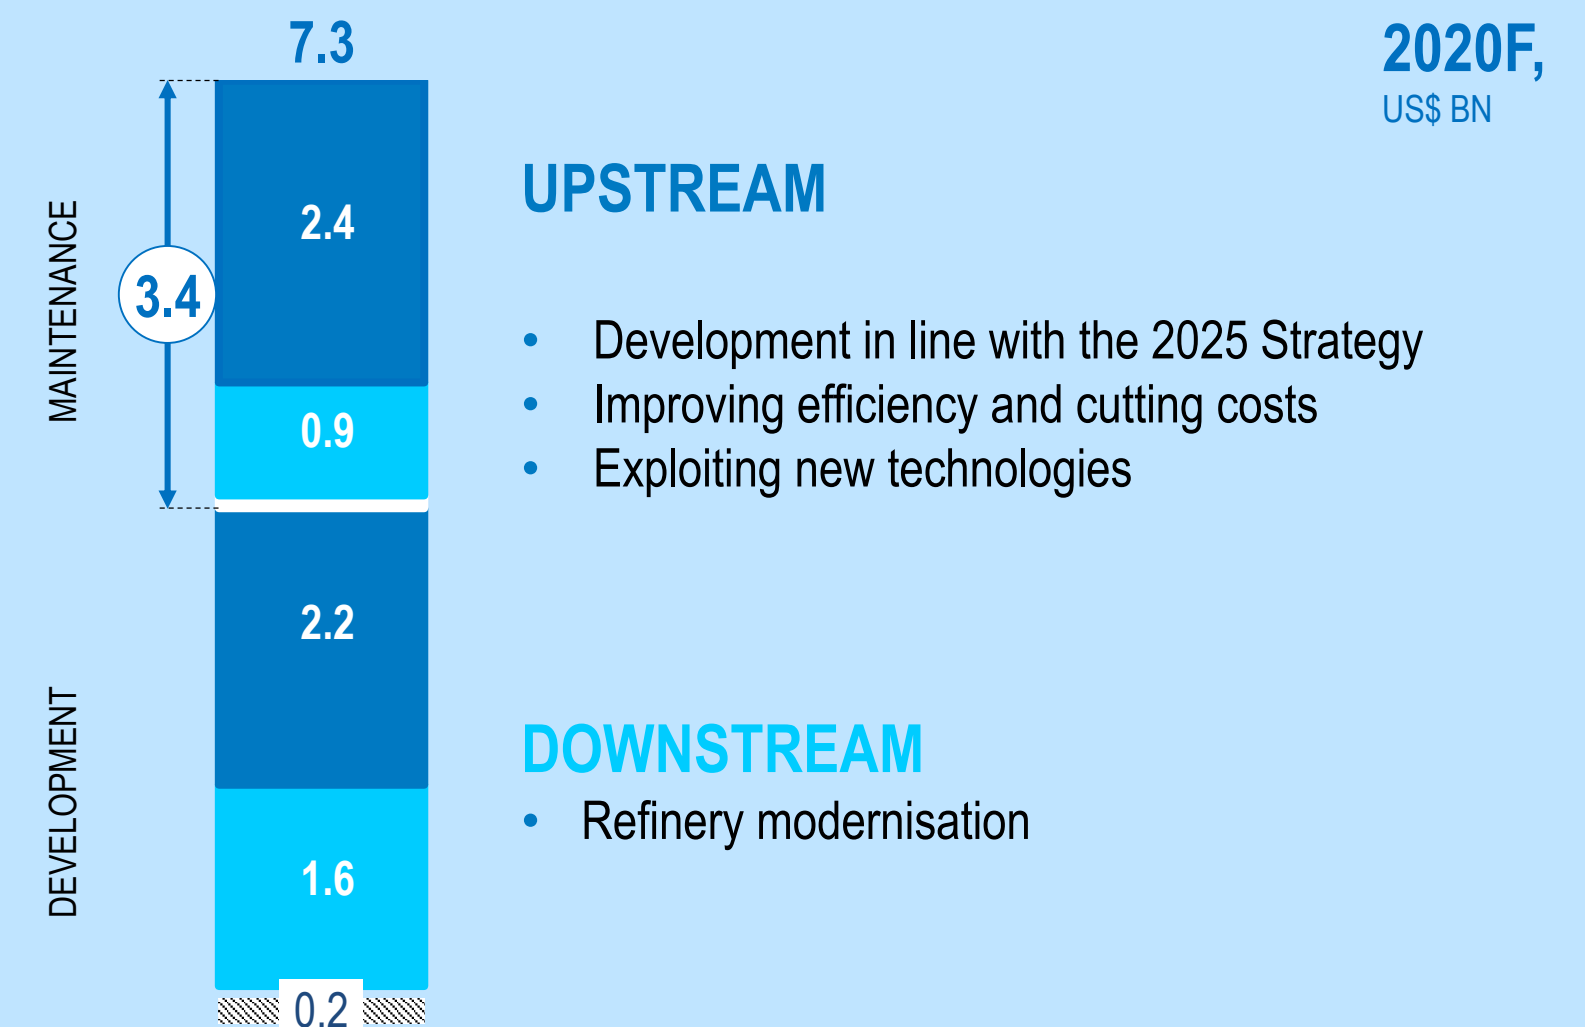 7.3
2020F,
US$ BN
MAINTENANCE
3.4
2.4
0.9
UPSTREAM
• Development in line with the 2025 Strategy
• Improving efficiency and cutting costs
• Exploiting new technologies
DEVELOPMENT
2.2
1.6
0.2
DOWNSTREAM
• Refinery modernisation